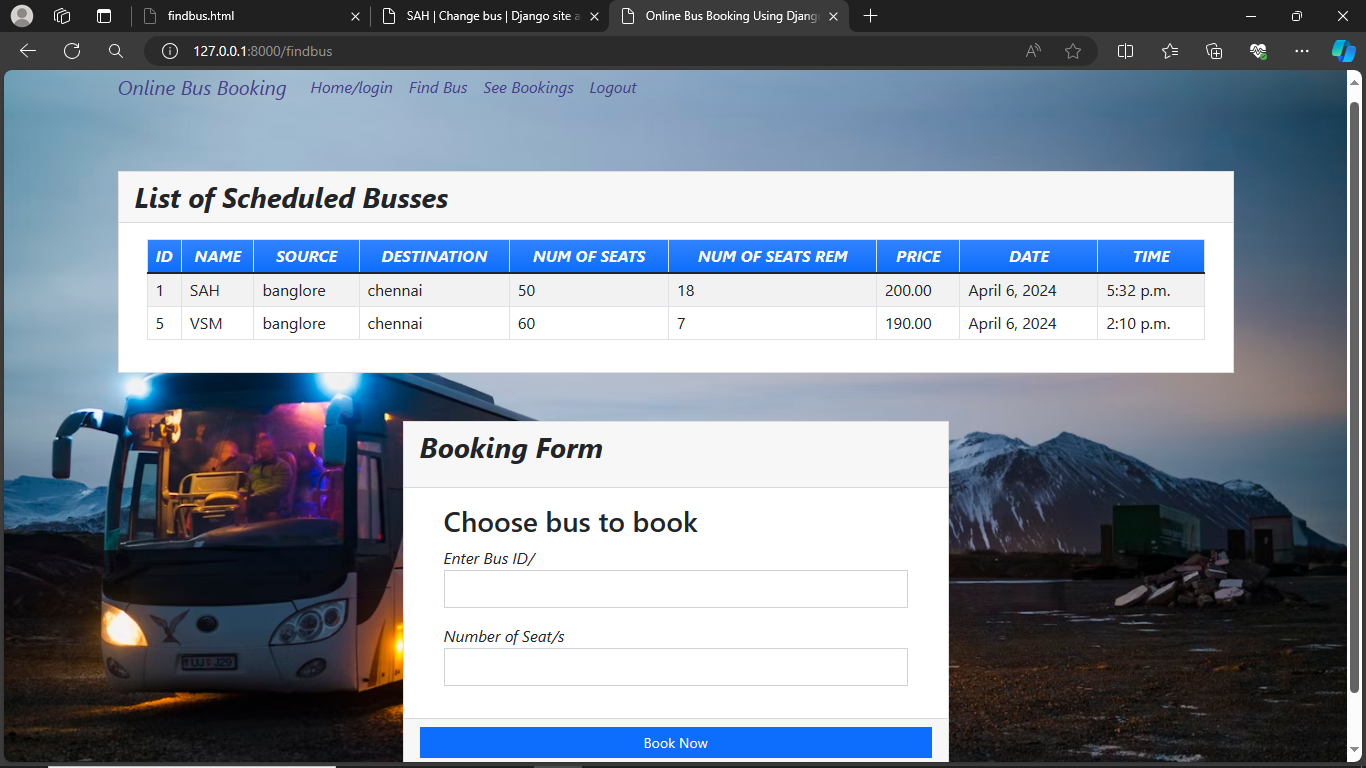 findbus.html
SAH | Change bus | Django site a
Online Bus Booking Using Djang
127.0.0.1:8000/findbus
Online Bus Booking Home/login Find Bus See Bookings Logout
List of Scheduled Busses
ID NAME SOURCE DESTINATION NUM OF SEATS NUM OF SEATS REM PRICE DATE TIME
1 SAH banglore chennai 50 18 200.00 April 6, 2024 5:32 p.m.
5 VSM banglore chennai 60 7 190.00 April 6, 2024 2:10 p.m.
Booking Form
Choose bus to book
Enter Bus ID/
Number of Seat/s
Book Now